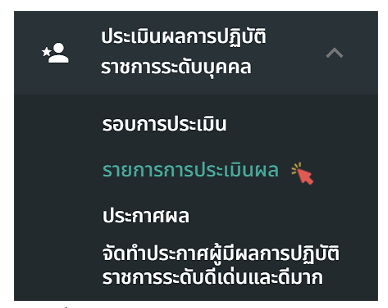 ประเมินผลการปฏิบัติ
ราชการระดับบุคคล
รอบการประเมิน
รายการการประเมินผล
ประกาศผล
จัดทำประกาศผู้มีผลการปฏิบัติ
ราชการระดับดีเด่นและดีมาก